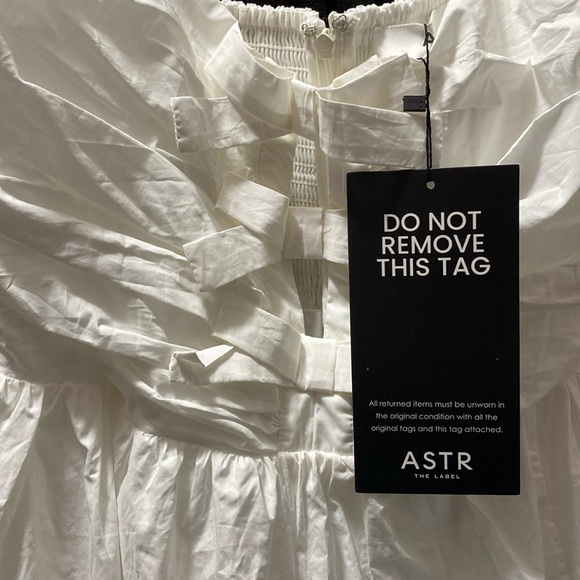 DO NOT
REMOVE
THIS TAG
All returned items must be unworn in
the original condition with all the
original tags and this tag attached.
ASTR
THE LABEL